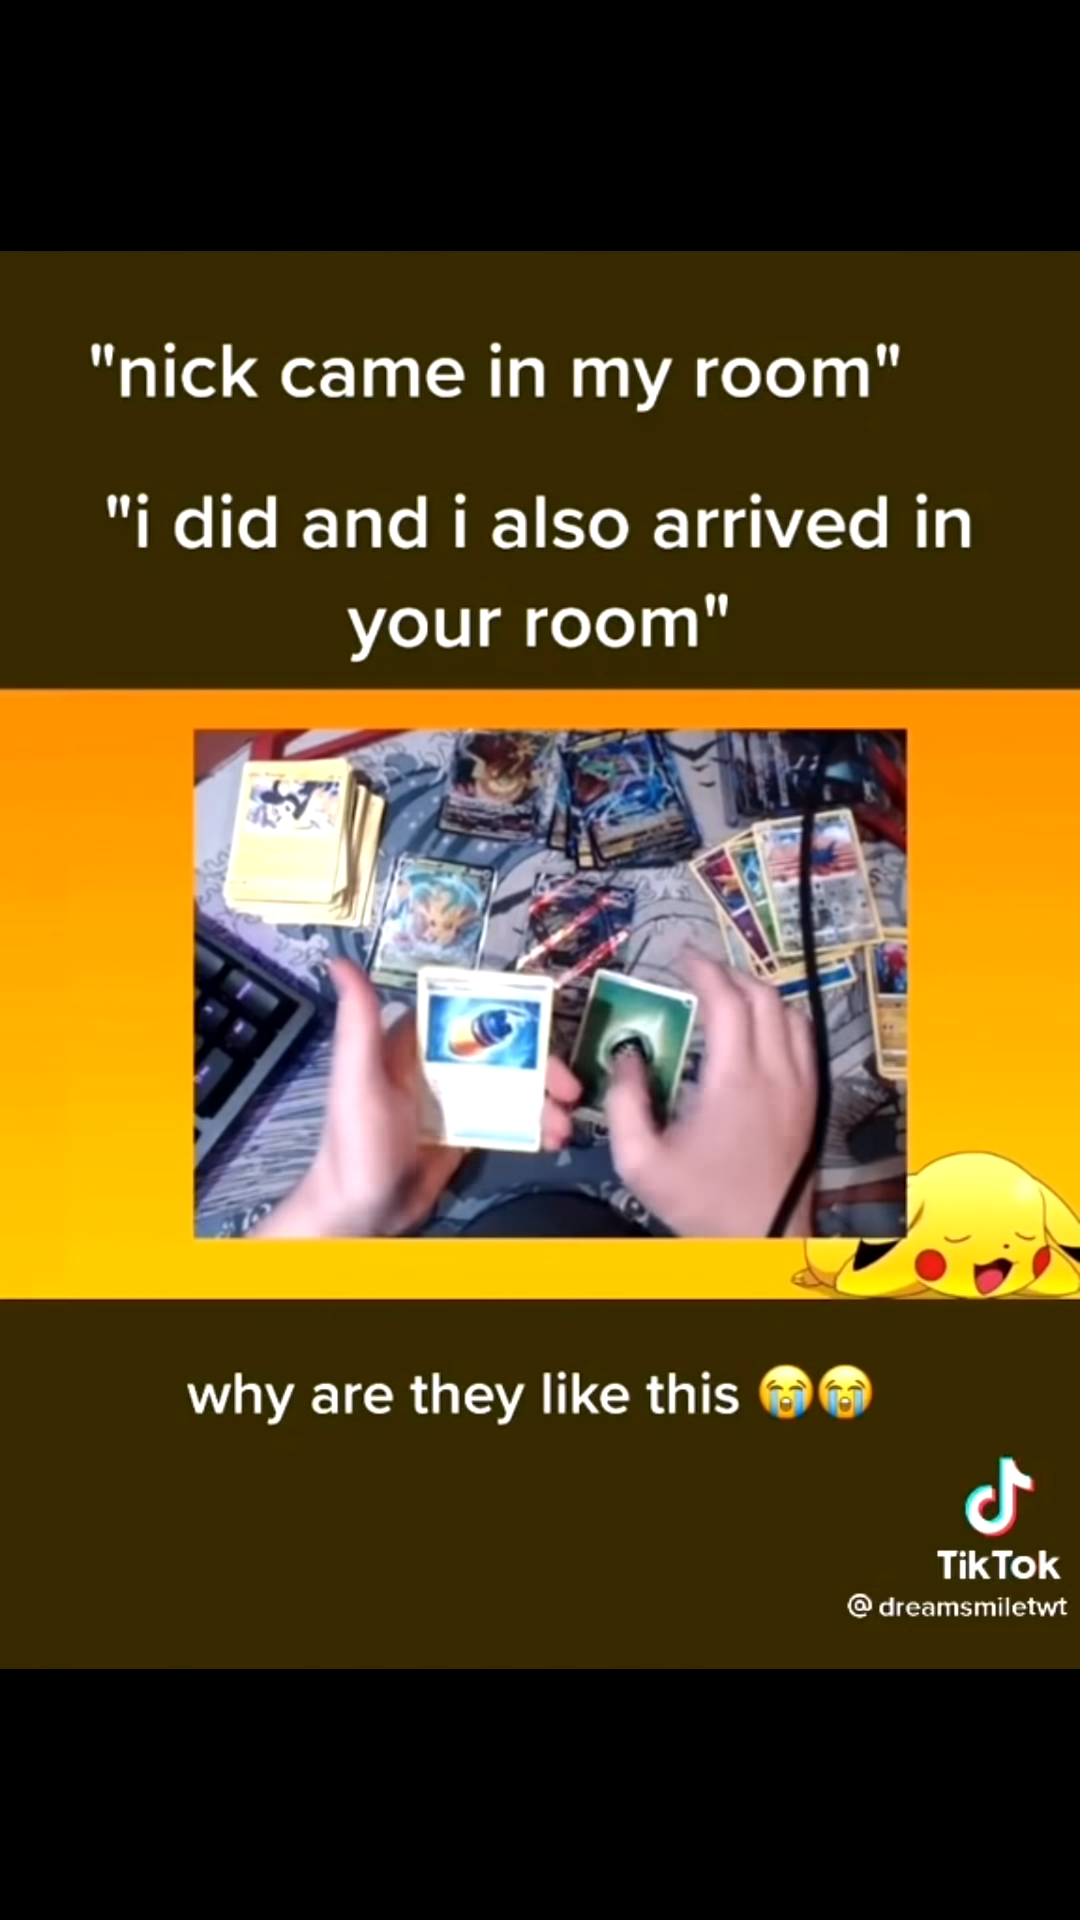 "nick came in my room"
"i did and i also arrived in
your room"
why are they like this 😭😭
TikTok
@dreamsmiletwt